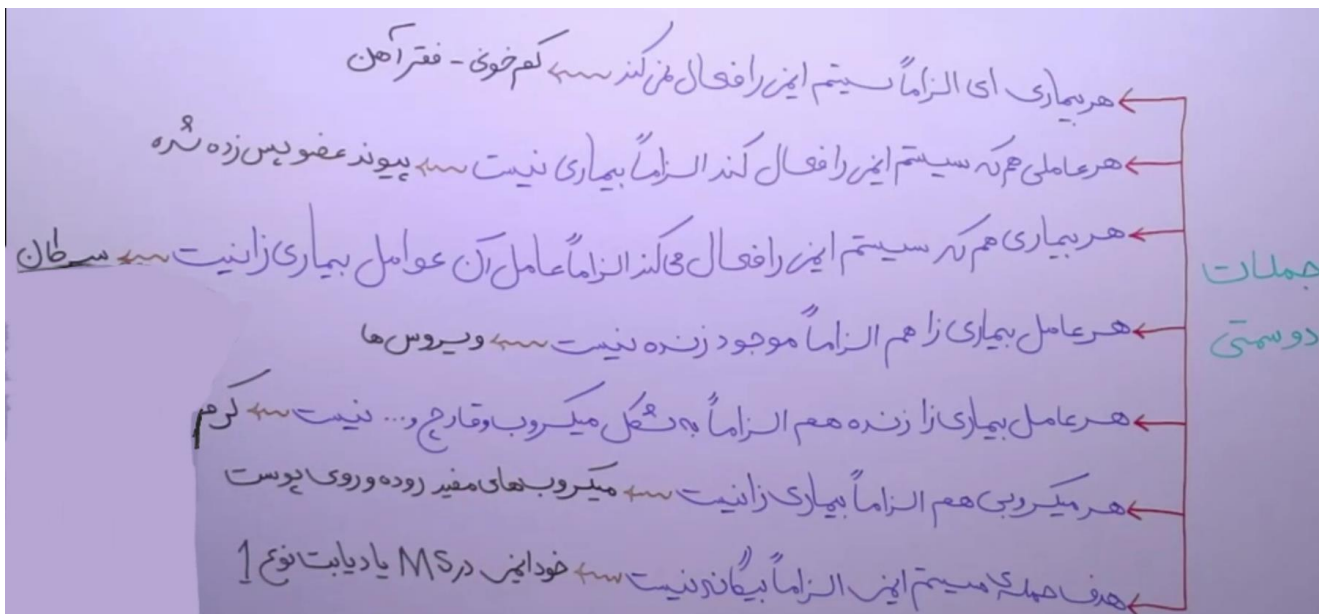 جملات
دوستی
هر بیماری ای الزاماً سیستم ایمنی را فعال نمی‌کند ← کم خونی - فقر آهن
هر عاملی هم که سیستم ایمنی را فعال کند الزاماً بیماری نیست ← پیوند عضو پس زده شده
هر بیماری هم که سیستم ایمنی را فعال می‌کند الزاماً عامل آن عوامل بیماری زا نیست ← سرطان
هر عامل بیماری زا هم الزاماً موجود زنده نیست ← ویروس ها
هر عامل بیماری زا زنده هم الزاماً به شکل میکروب و قارچ و... نیست ← کرم
هر میکروبی هم الزاماً بیماری زا نیست ← میکروب های مفید روده و روی پوست
هدف حمله‌ی سیستم ایمنی الزاماً بیگانه نیست ← خود ایمنی در MS یا دیابت نوع 1